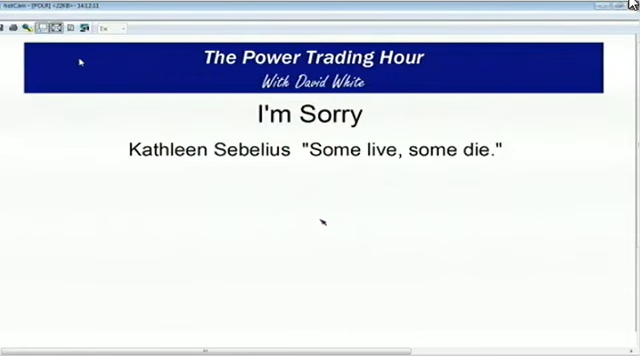 The Power Trading Hour
With David White
I'm Sorry
Kathleen Sebelius "Some live, some die."